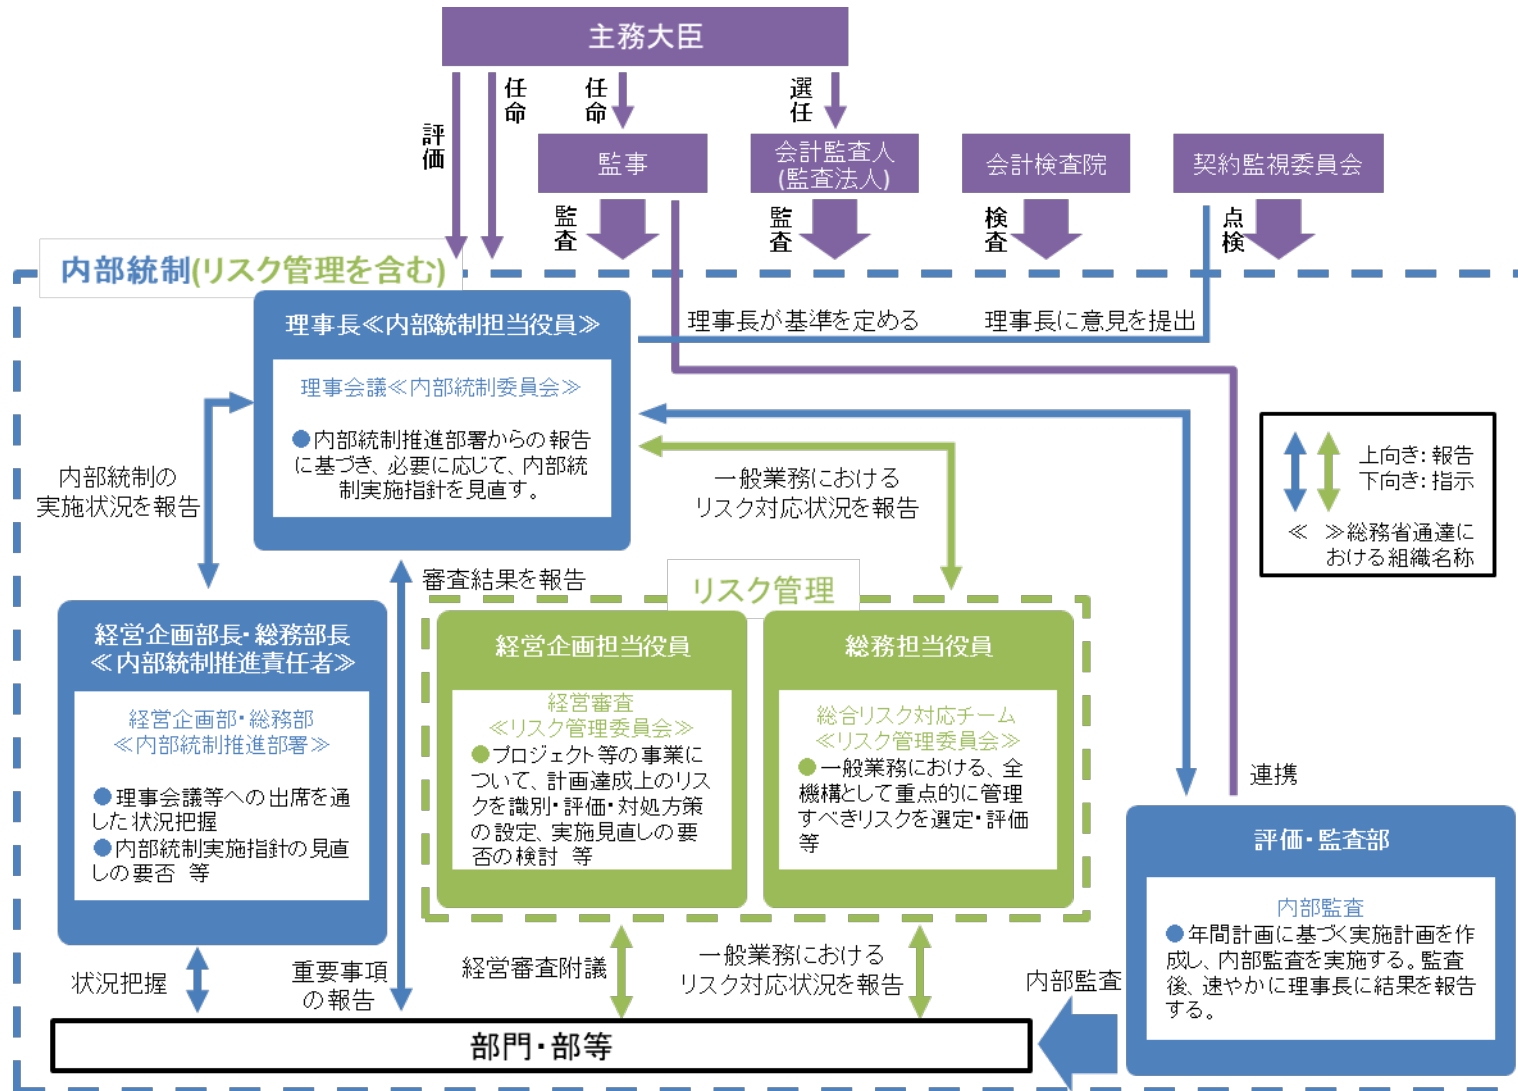 主務大臣
評価
任命
任命
選任
監事
会計監査人
(監査法人)
会計検査院
契約監視委員会
監査
監査
検査
点検
内部統制(リスク管理を含む)
理事長≪内部統制担当役員≫
理事長が基準を定める
理事長に意見を提出
理事会議≪内部統制委員会≫
●内部統制推進部署からの報告
に基づき、必要に応じて、内部統
制実施指針を見直す。
内部統制の
実施状況を報告
一般業務における
リスク対応状況を報告
上向き：報告
下向き：指示
≪ ≫総務省通達に
おける組織名称
審査結果を報告
リスク管理
経営企画部長・総務部長
≪内部統制推進責任者≫
経営企画部・総務部
≪内部統制推進部署≫
●理事会議等への出席を通
した状況把握
●内部統制実施指針の見直
しの要否 等
経営企画担当役員
経営審査
≪リスク管理委員会≫
●プロジェクト等の事業に
ついて、計画達成上のリス
クを識別・評価・対処方策
の設定、実施見直しの要
否の検討 等
総務担当役員
総合リスク対応チーム
≪リスク管理委員会≫
●一般業務における、全
機構として重点的に管理
すべきリスクを選定・評価
等
連携
評価・監査部
内部監査
●年間計画に基づく実施計画を作
成し、内部監査を実施する。監査
後、速やかに理事長に結果を報告
する。
状況把握
重要事項
の報告
経営審査附議
一般業務における
リスク対応状況を報告
内部監査
部門・部等